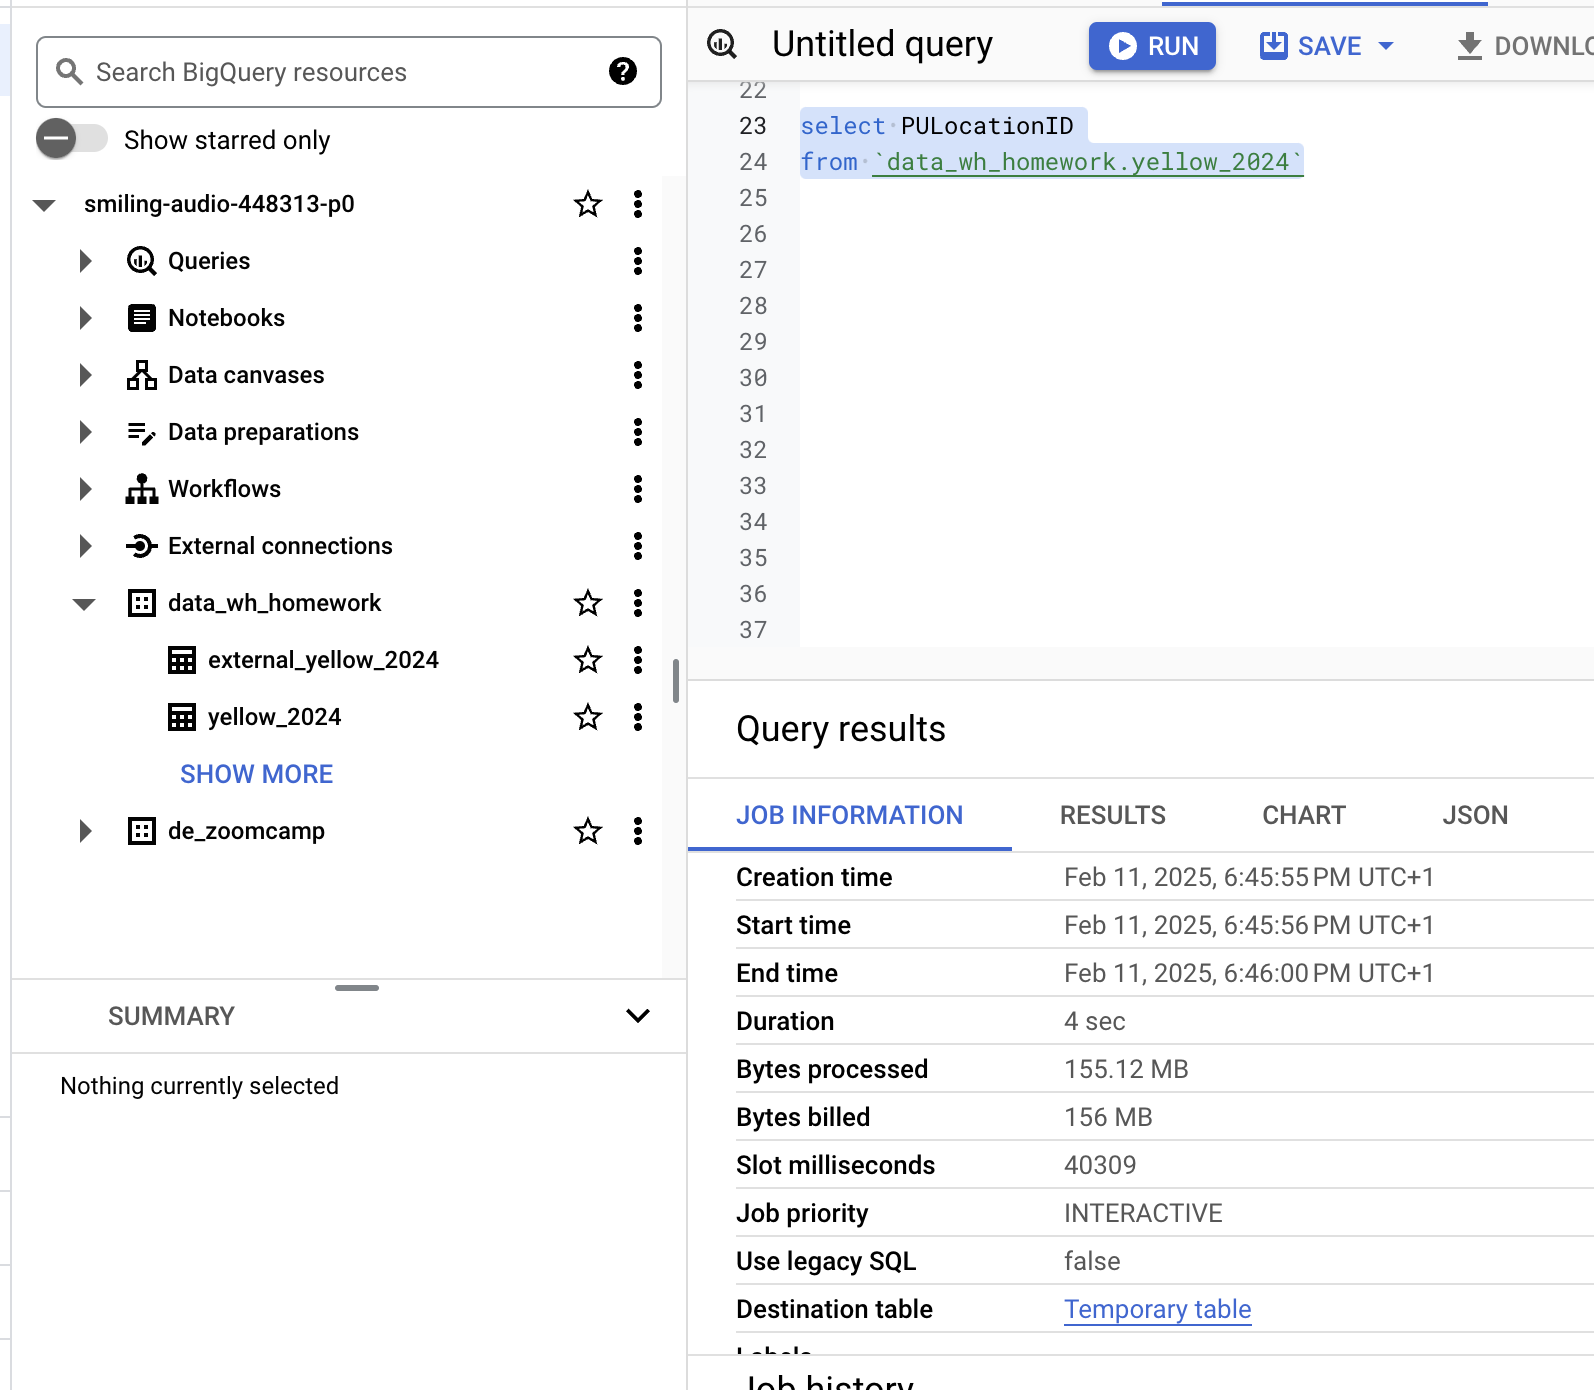 Search BigQuery resources
Show starred only
smiling-audio-448313-p0
Queries
Notebooks
Data canvases
Data preparations
Workflows
External connections
data_wh_homework
external_yellow_2024
yellow_2024
SHOW MORE
de_zoomcamp
SUMMARY
Nothing currently selected
Untitled query
RUN
SAVE
DOWNLO
22
23 select PULocationID
24 from `data_wh_homework.yellow_2024`
25
26
27
28
29
30
31
32
33
34
35
36
37
Query results
JOB INFORMATION RESULTS CHART JSON
Creation time Feb 11, 2025, 6:45:55 PM UTC+1
Start time Feb 11, 2025, 6:45:56 PM UTC+1
End time Feb 11, 2025, 6:46:00 PM UTC+1
Duration 4 sec
Bytes processed 155.12 MB
Bytes billed 156 MB
Slot milliseconds 40309
Job priority INTERACTIVE
Use legacy SQL false
Destination table Temporary table
Labels
Job history